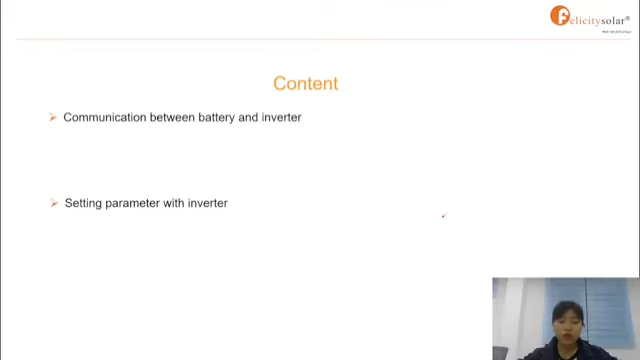 Felicitysolar®
Content
Communication between battery and inverter
Setting parameter with inverter